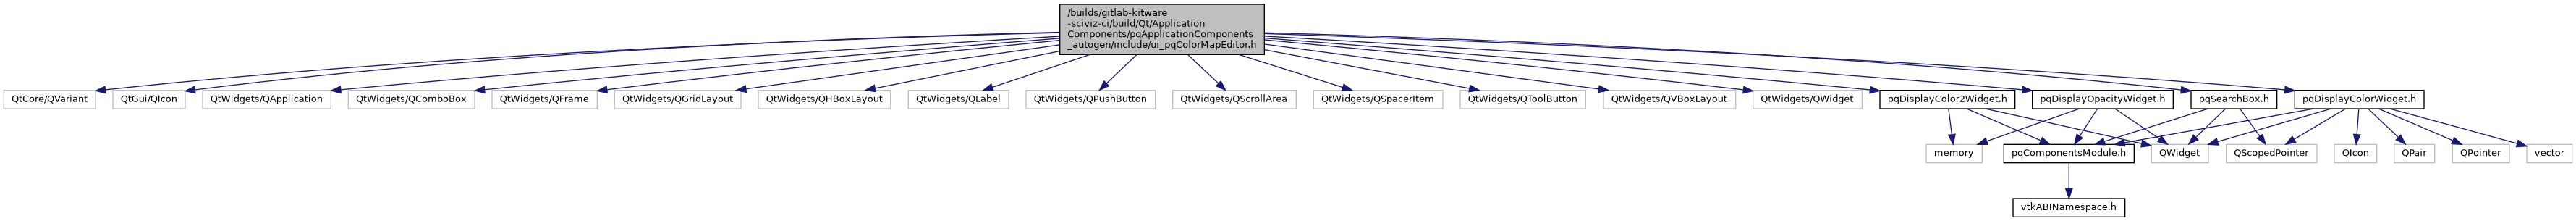 /builds/gitlab-kitware
-sciviz-ci/build/Qt/Application
Components/pqApplicationComponents
_autogen/include/ui_pqColorMapEditor.h
QtCore/QVariant
QtGui/QIcon
QtWidgets/QApplication
QtWidgets/QComboBox
QtWidgets/QFrame
QtWidgets/QGridLayout
QtWidgets/QHBoxLayout
QtWidgets/QLabel
QtWidgets/QPushButton
QtWidgets/QScrollArea
QtWidgets/QSpacerItem
QtWidgets/QToolButton
QtWidgets/QVBoxLayout
QtWidgets/QWidget
pqDisplayColor2Widget.h
pqDisplayOpacityWidget.h
pqSearchBox.h
pqDisplayColorWidget.h
memory
pqComponentsModule.h
QWidget
QScopedPointer
QIcon
QPair
QPointer
vector
vtkABINamespace.h